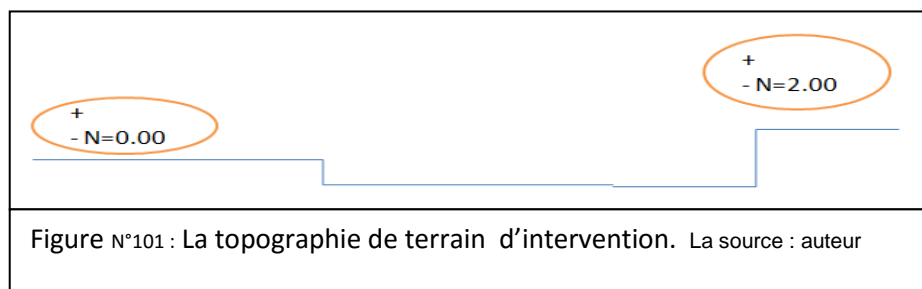 +
- N=2.00
+
- N=0.00
Figure N°101 : La topographie de terrain d’intervention. La source : auteur